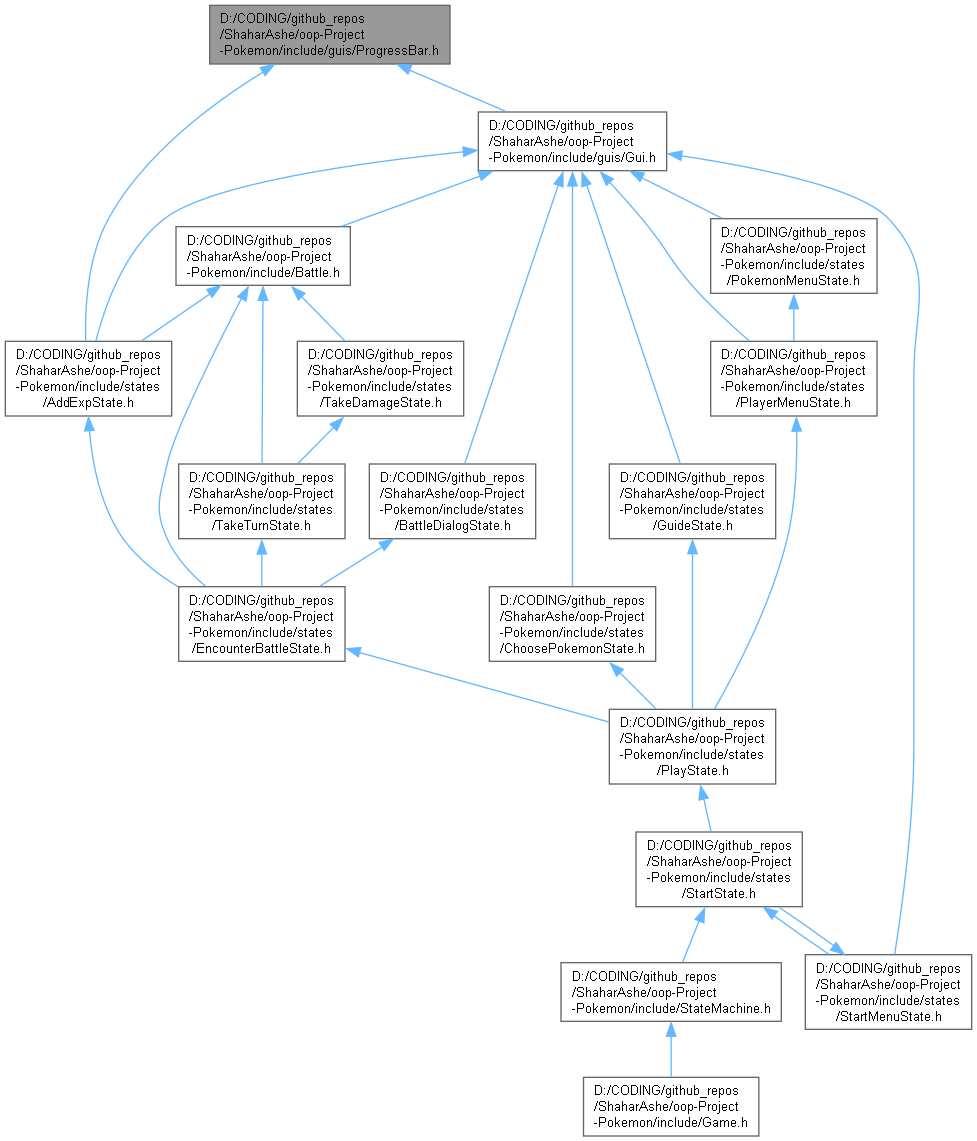 D:/CODING/github_repos
/ShaharAshe/oop-Project
-Pokemon/include/guis/ProgressBar.h
D:/CODING/github_repos
/ShaharAshe/oop-Project
-Pokemon/include/guis/Gui.h
D:/CODING/github_repos
/ShaharAshe/oop-Project
-Pokemon/include/Battle.h
D:/CODING/github_repos
/ShaharAshe/oop-Project
-Pokemon/include/states
/PokemonMenuState.h
D:/CODING/github_repos
/ShaharAshe/oop-Project
-Pokemon/include/states
/AddExpState.h
D:/CODING/github_repos
/ShaharAshe/oop-Project
-Pokemon/include/states
/TakeDamageState.h
D:/CODING/github_repos
/ShaharAshe/oop-Project
-Pokemon/include/states
/PlayerMenuState.h
D:/CODING/github_repos
/ShaharAshe/oop-Project
-Pokemon/include/states
/TakeTurnState.h
D:/CODING/github_repos
/ShaharAshe/oop-Project
-Pokemon/include/states
/BattleDialogState.h
D:/CODING/github_repos
/ShaharAshe/oop-Project
-Pokemon/include/states
/GuideState.h
D:/CODING/github_repos
/ShaharAshe/oop-Project
-Pokemon/include/states
/EncounterBattleState.h
D:/CODING/github_repos
/ShaharAshe/oop-Project
-Pokemon/include/states
/ChoosePokemonState.h
D:/CODING/github_repos
/ShaharAshe/oop-Project
-Pokemon/include/states
/PlayState.h
D:/CODING/github_repos
/ShaharAshe/oop-Project
-Pokemon/include/states
/StartState.h
D:/CODING/github_repos
/ShaharAshe/oop-Project
-Pokemon/include/StateMachine.h
D:/CODING/github_repos
/ShaharAshe/oop-Project
-Pokemon/include/states
/StartMenuState.h
D:/CODING/github_repos
/ShaharAshe/oop-Project
-Pokemon/include/Game.h